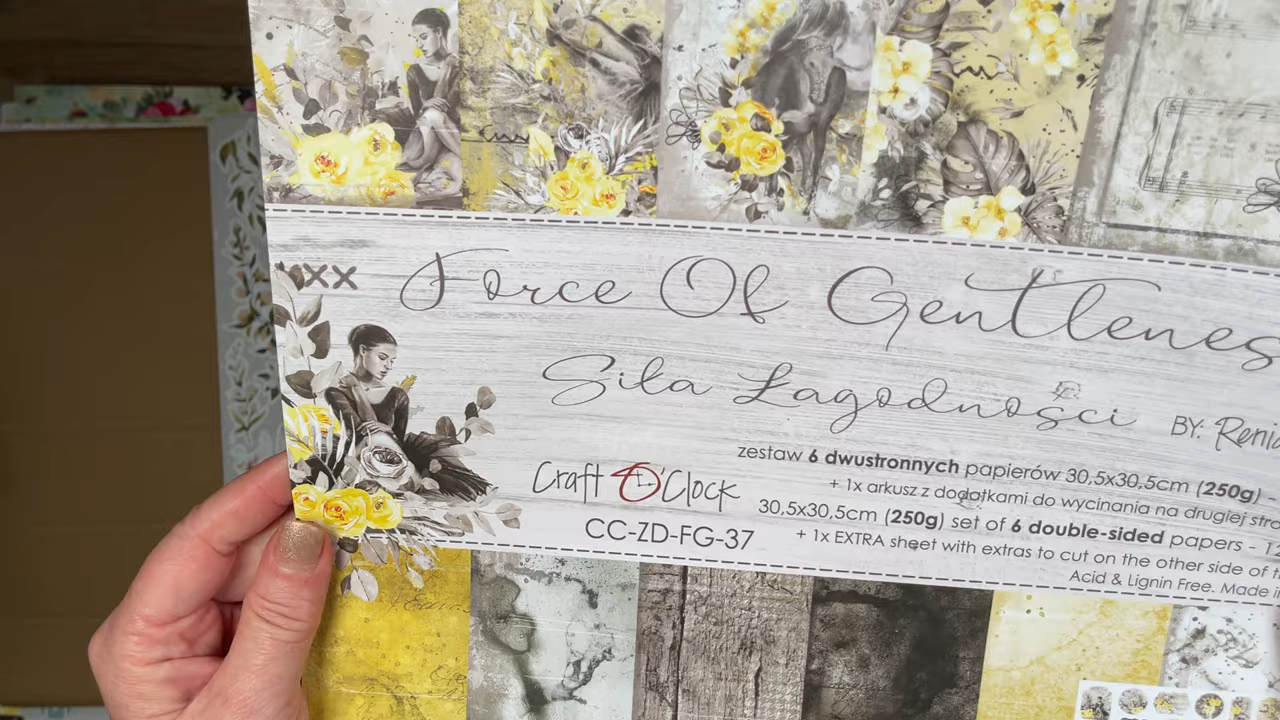 Force Of Gentlenes
Siła Łagodności BY: Reni
zestaw 6 dwustronnych papierów 30,5x30,5cm (250g) -
+ 1x arkusz z dodatkami do wycinania na drugiej stro
Craft O'Clock
CC-ZD-FG-37
30,5x30,5cm (250g) set of 6 double-sided papers - 12
+ 1x EXTRA sheet with extras to cut on the other side of t
Acid & Lignin Free. Made in